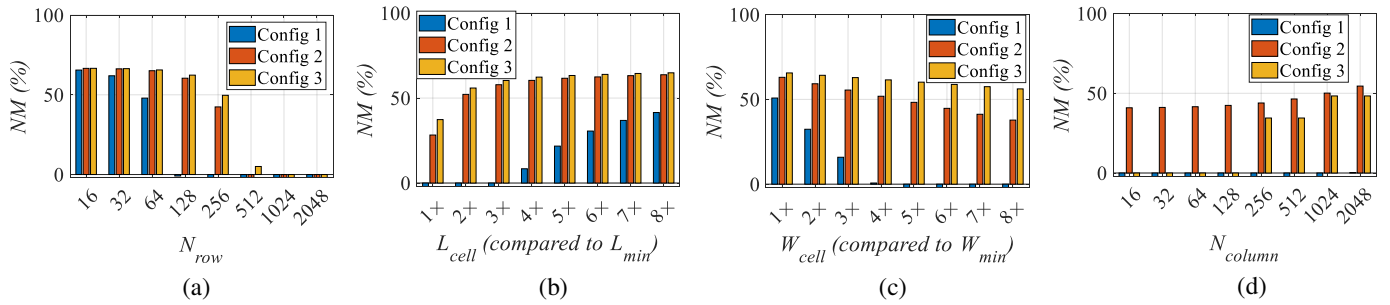 NM (%)
100
50
0
Config 1
Config 2
Config 3
16 32 64 128 256 512 1024 2048
N_row
(a)
NM (%)
100
50
0
Config 1
Config 2
Config 3
1× 2× 3× 4× 5× 6× 7× 8×
L_cell (compared to L_min)
(b)
NM (%)
100
50
0
Config 1
Config 2
Config 3
1× 2× 3× 4× 5× 6× 7× 8×
W_cell (compared to W_min)
(c)
NM (%)
100
50
0
Config 1
Config 2
Config 3
16 32 64 128 256 512 1024 2048
N_column
(d)